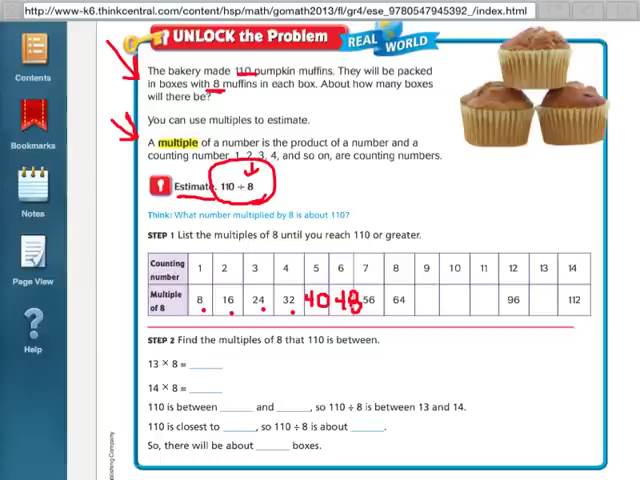 http://www-k6.thinkcentral.com/content/hsp/math/gomath2013/fl/gr4/ese_9780547945392_/index.html
Contents
Bookmarks
Notes
Page View
Help
UNLOCK the Problem
REAL WORLD
The bakery made 110 pumpkin muffins. They will be packed
in boxes with 8 muffins in each box. About how many boxes
will there be?
You can use multiples to estimate.
A multiple of a number is the product of a number and a
counting number. 1, 2, 3, 4, and so on, are counting numbers.
Estimate. 110 ÷ 8
Think: What number multiplied by 8 is about 110?
STEP 1 List the multiples of 8 until you reach 110 or greater.
Counting number 1 2 3 4 5 6 7 8 9 10 11 12 13 14
Multiple of 8 8 16 24 32 40 48 56 64 96 112
STEP 2 Find the multiples of 8 that 110 is between.
13 × 8 = ______
14 × 8 = ______
110 is between ______ and ______, so 110 ÷ 8 is between 13 and 14.
110 is closest to ______, so 110 ÷ 8 is about ______.
So, there will be about ______ boxes.
blishing Company